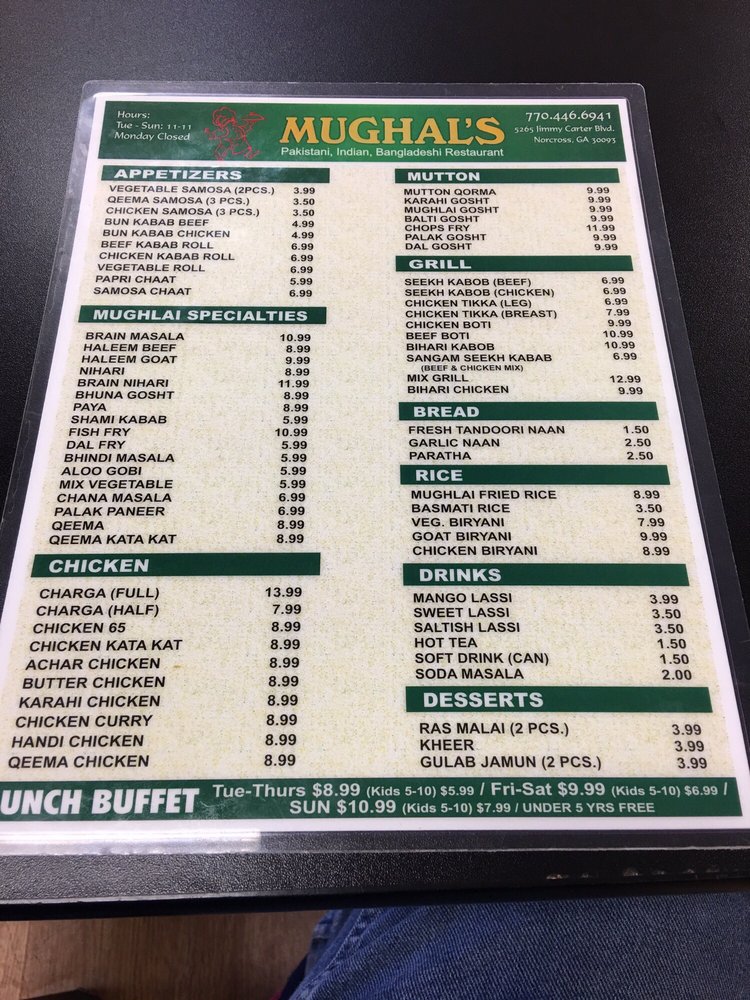 Hours:
Tue - Sun: 11-11
Monday Closed
MUGHAL'S
Pakistani, Indian, Bangladeshi Restaurant
770.446.6941
5265 Jimmy Carter Blvd.
Norcross, GA 30093
APPETIZERS
VEGETABLE SAMOSA (2PCS.) 3.99
QEEMA SAMOSA (3 PCS.) 3.50
CHICKEN SAMOSA (3 PCS.) 3.50
BUN KABAB BEEF 4.99
BUN KABAB CHICKEN 4.99
BEEF KABAB ROLL 6.99
CHICKEN KABAB ROLL 6.99
VEGETABLE ROLL 6.99
PAPRI CHAAT 5.99
SAMOSA CHAAT 6.99
MUGHLAI SPECIALTIES
BRAIN MASALA 10.99
HALEEM BEEF 8.99
HALEEM GOAT 9.99
NIHARI 8.99
BRAIN NIHARI 11.99
BHUNA GOSHT 8.99
PAYA 8.99
SHAMI KABAB 5.99
FISH FRY 10.99
DAL FRY 5.99
BHINDI MASALA 5.99
ALOO GOBI 5.99
MIX VEGETABLE 5.99
CHANA MASALA 6.99
PALAK PANEER 6.99
QEEMA 8.99
QEEMA KATA KAT 8.99
CHICKEN
CHARGA (FULL) 13.99
CHARGA (HALF) 7.99
CHICKEN 65 8.99
CHICKEN KATA KAT 8.99
ACHAR CHICKEN 8.99
BUTTER CHICKEN 8.99
KARAHI CHICKEN 8.99
CHICKEN CURRY 8.99
HANDI CHICKEN 8.99
QEEMA CHICKEN 8.99
MUTTON
MUTTON QORMA 9.99
KARAHI GOSHT 9.99
MUGHLAI GOSHT 9.99
BALTI GOSHT 9.99
CHOPS FRY 11.99
PALAK GOSHT 9.99
DAL GOSHT 9.99
GRILL
SEEKH KABOB (BEEF) 6.99
SEEKH KABOB (CHICKEN) 6.99
CHICKEN TIKKA (LEG) 6.99
CHICKEN TIKKA (BREAST) 7.99
CHICKEN BOTI 9.99
BEEF BOTI 10.99
BIHARI KABOB 10.99
SANGAM SEEKH KABAB 6.99
(BEEF & CHICKEN MIX)
MIX GRILL 12.99
BIHARI CHICKEN 9.99
BREAD
FRESH TANDOORI NAAN 1.50
GARLIC NAAN 2.50
PARATHA 2.50
RICE
MUGHLAI FRIED RICE 8.99
BASMATI RICE 3.50
VEG. BIRYANI 7.99
GOAT BIRYANI 9.99
CHICKEN BIRYANI 8.99
DRINKS
MANGO LASSI 3.99
SWEET LASSI 3.50
SALTISH LASSI 3.50
HOT TEA 1.50
SOFT DRINK (CAN) 1.50
SODA MASALA 2.00
DESSERTS
RAS MALAI (2 PCS.) 3.99
KHEER 3.99
GULAB JAMUN (2 PCS.) 3.99
UNCH BUFFET Tue-Thurs $8.99 (Kids 5-10) $5.99 / Fri-Sat $9.99 (Kids 5-10) $6.99 /
SUN $10.99 (Kids 5-10) $7.99 / UNDER 5 YRS FREE